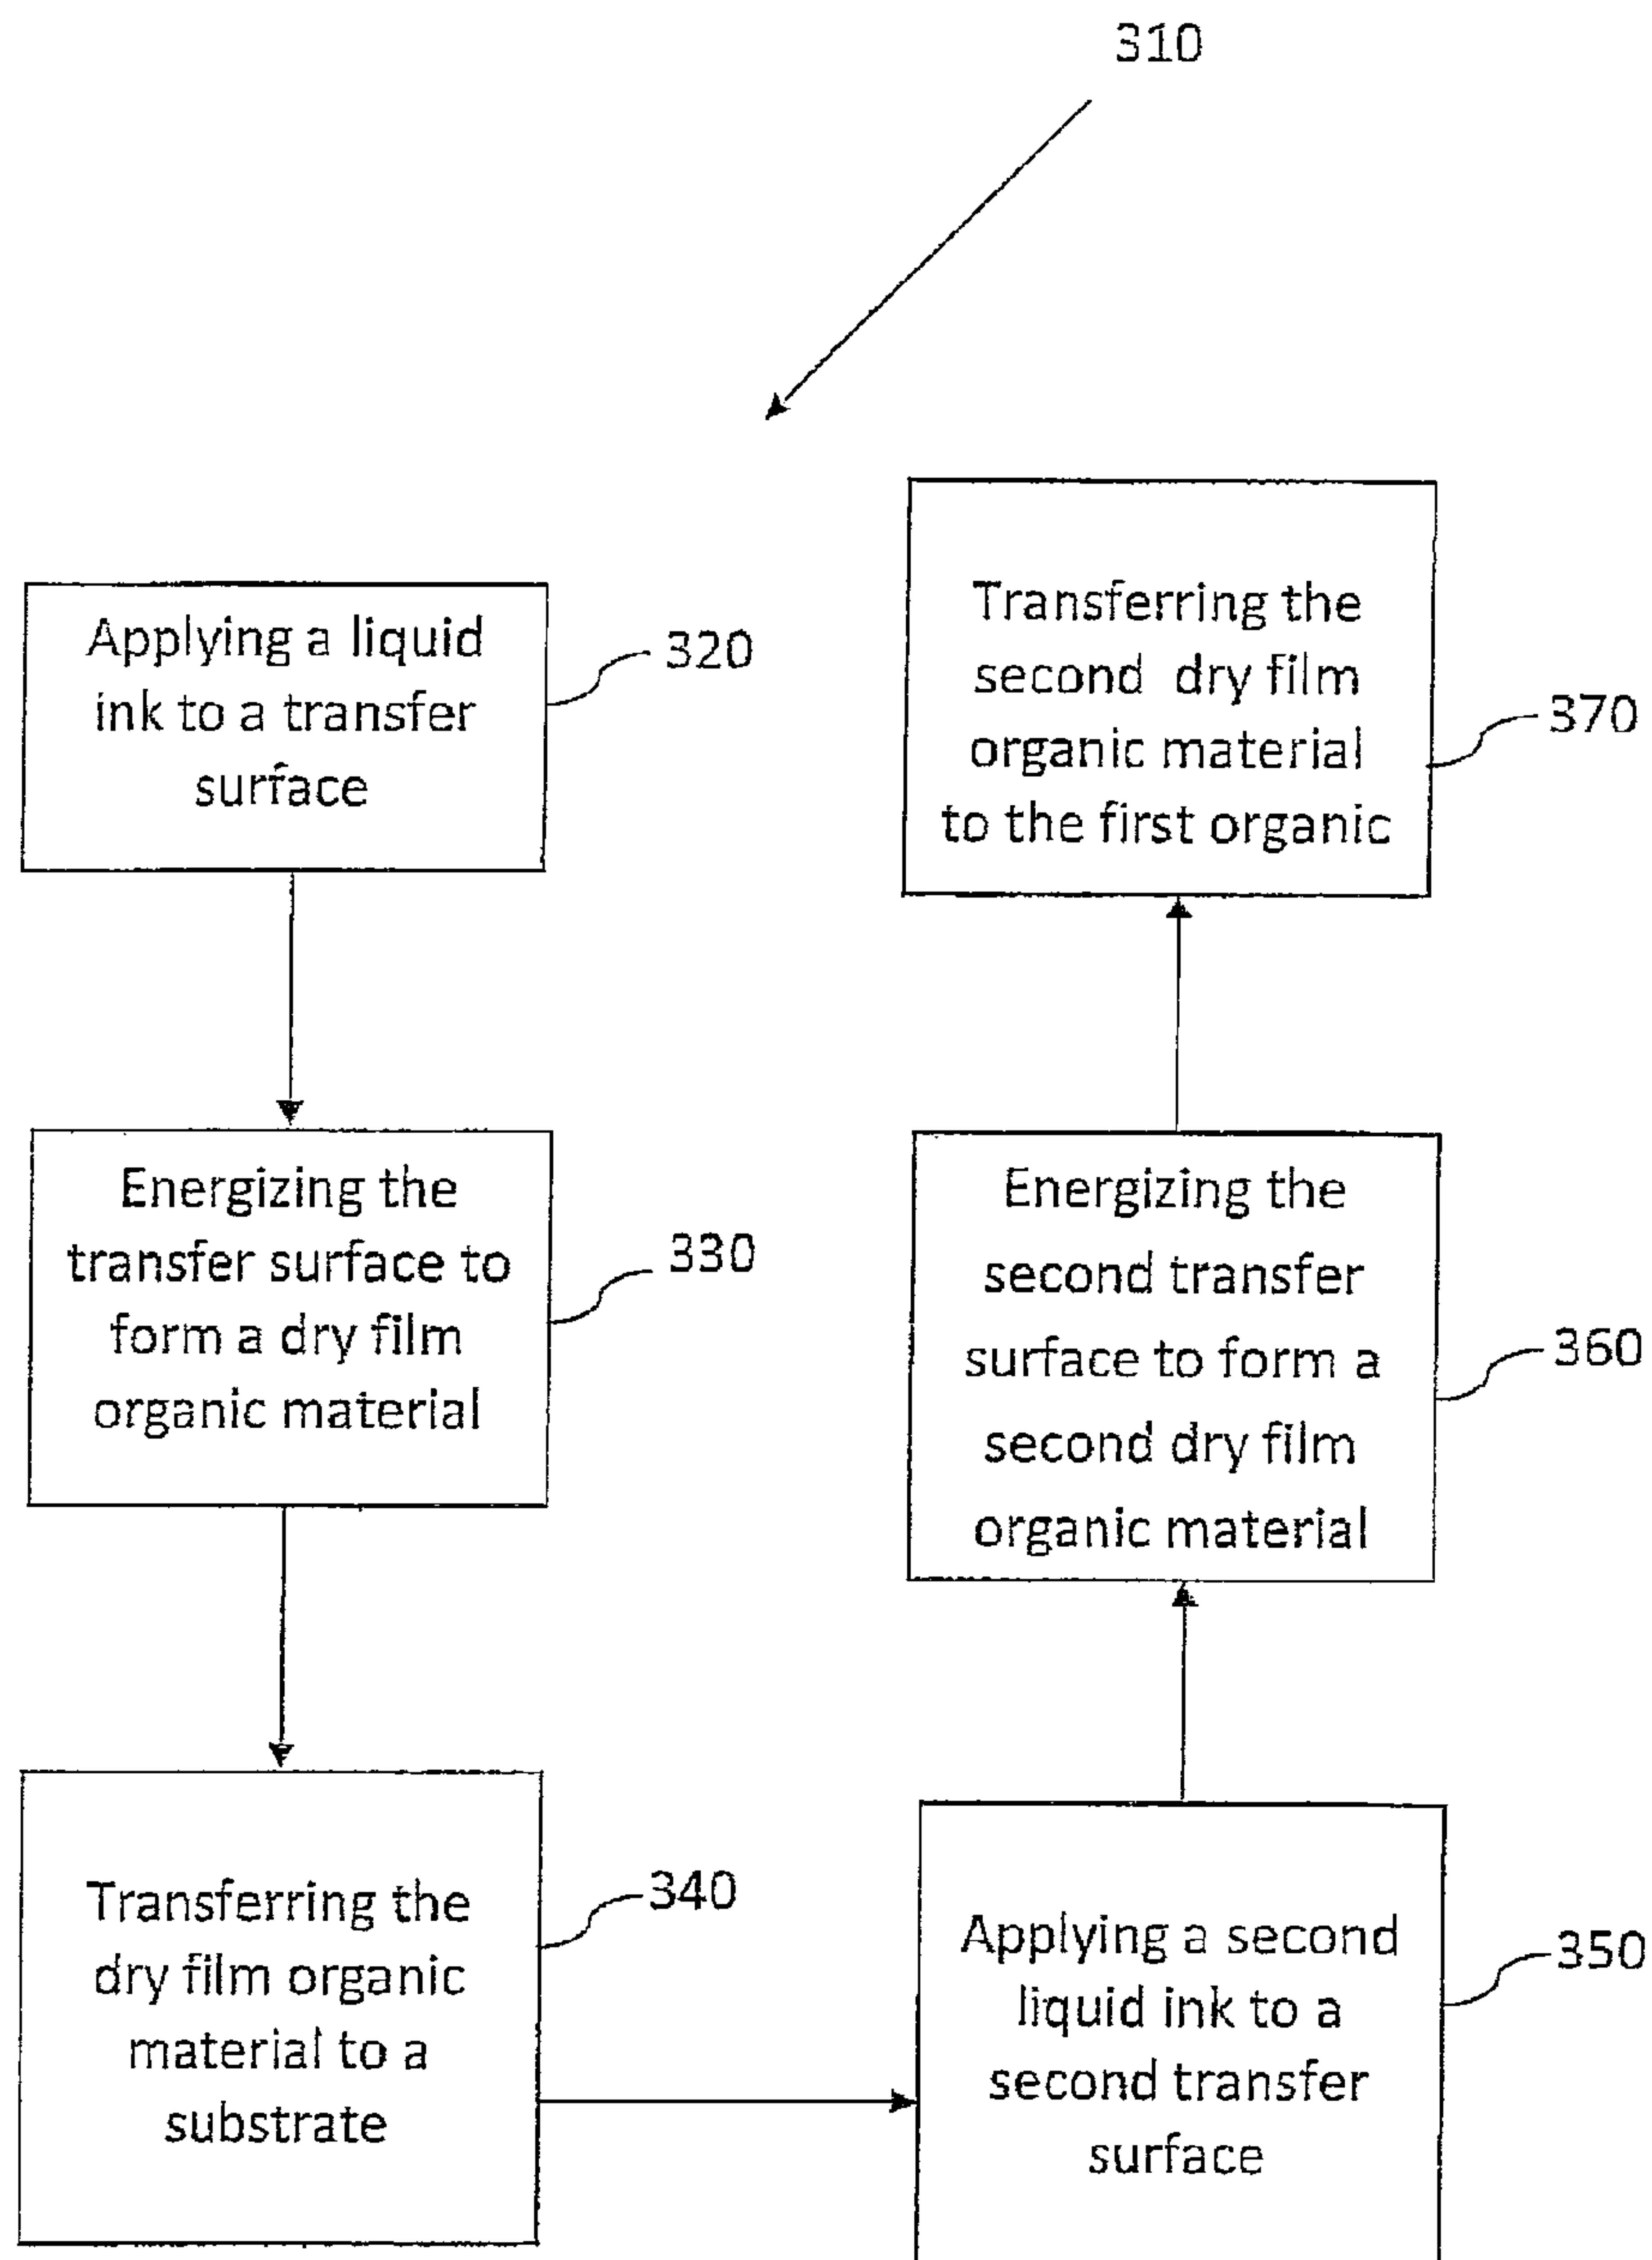 310
Applying a liquid
ink to a transfer
surface
320
Energizing the
transfer surface to
form a dry film
organic material
330
Transferring the
dry film organic
material to a
substrate
340
Applying a second
liquid ink to a
second transfer
surface
350
Energizing the
second transfer
surface to form a
second dry film
organic material
360
Transferring the
second dry film
organic material
to the first organic
370